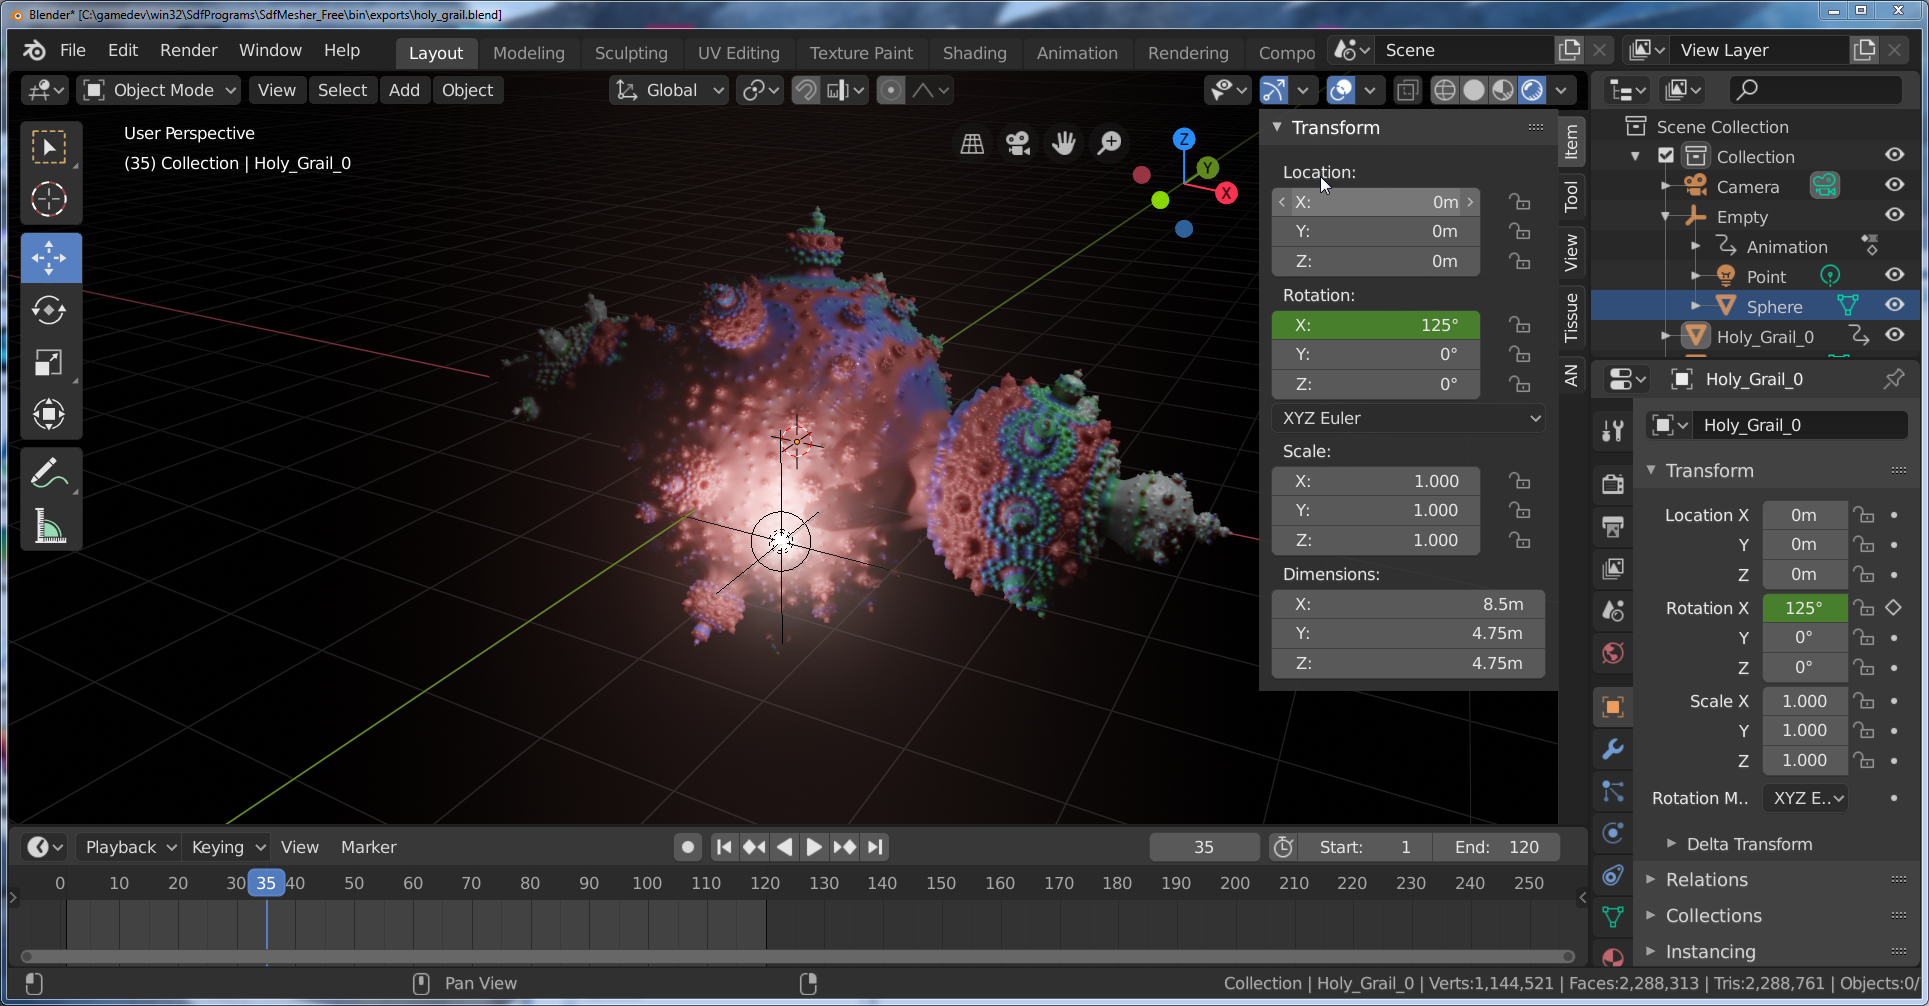 Blender* [C:\gamedev\win32\SdfPrograms\SdfMesher_Free\bin\exports\holy_grail.blend]
File Edit Render Window Help Layout Modeling Sculpting UV Editing Texture Paint Shading Animation Rendering Compo Scene View Layer
Object Mode View Select Add Object Global
User Perspective
(35) Collection | Holy_Grail_0
Z
Y
X
Transform
Location:
X: 0m
Y: 0m
Z: 0m
Rotation:
X: 125°
Y: 0°
Z: 0°
XYZ Euler
Scale:
X: 1.000
Y: 1.000
Z: 1.000
Dimensions:
X: 8.5m
Y: 4.75m
Z: 4.75m
Item
Tool
View
Tissue
AN
Scene Collection
Collection
Camera
Empty
Animation
Point
Sphere
Holy_Grail_0
Holy_Grail_0
Holy_Grail_0
Transform
Location X 0m
Y 0m
Z 0m
Rotation X 125°
Y 0°
Z 0°
Scale X 1.000
Y 1.000
Z 1.000
Rotation M.. XYZ E..
Delta Transform
Relations
Collections
Instancing
Playback Keying View Marker 35 Start: 1 End: 120
0 10 20 30 35 40 50 60 70 80 90 100 110 120 130 140 150 160 170 180 190 200 210 220 230 240 250
Pan View
Collection | Holy_Grail_0 | Verts:1,144,521 | Faces:2,288,313 | Tris:2,288,761 | Objects:0/